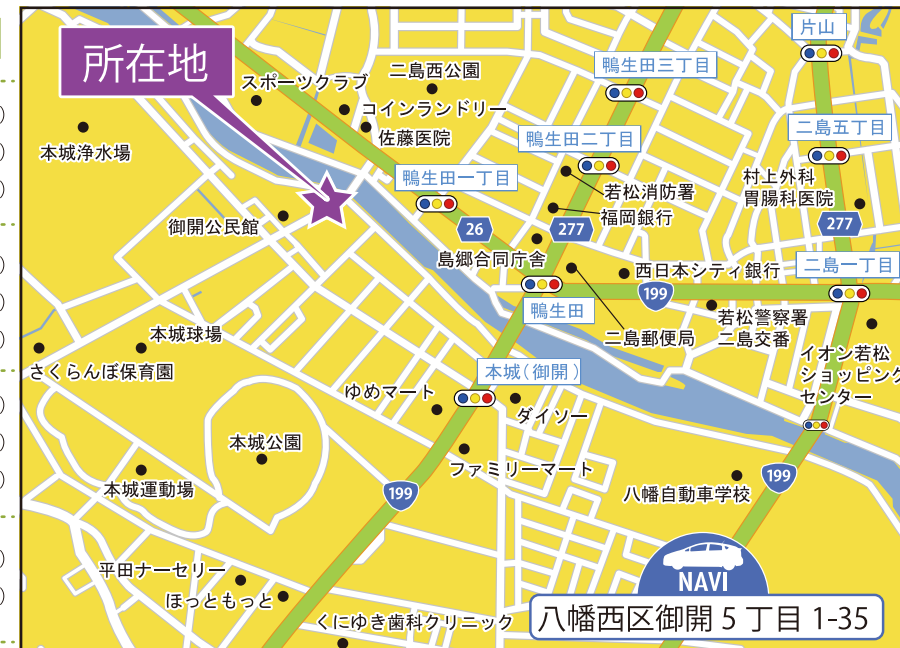 所在地
片山
スポーツクラブ
二島西公園
鴨生田三丁目
コインランドリー
佐藤医院
鴨生田二丁目
二島五丁目
本城浄水場
鴨生田一丁目
若松消防署
村上外科
胃腸科医院
御開公民館
福岡銀行
26
277
277
島郷合同庁舎
西日本シティ銀行
二島一丁目
199
鴨生田
二島郵便局
若松警察署
二島交番
本城球場
さくらんぼ保育園
イオン若松
ショッピング
センター
本城(御開)
ゆめマート
ダイソー
本城公園
ファミリーマート
本城運動場
199
八幡自動車学校
199
平田ナーセリー
ほっともっと
くにゆき歯科クリニック
NAVI
八幡西区御開 5 丁目 1-35